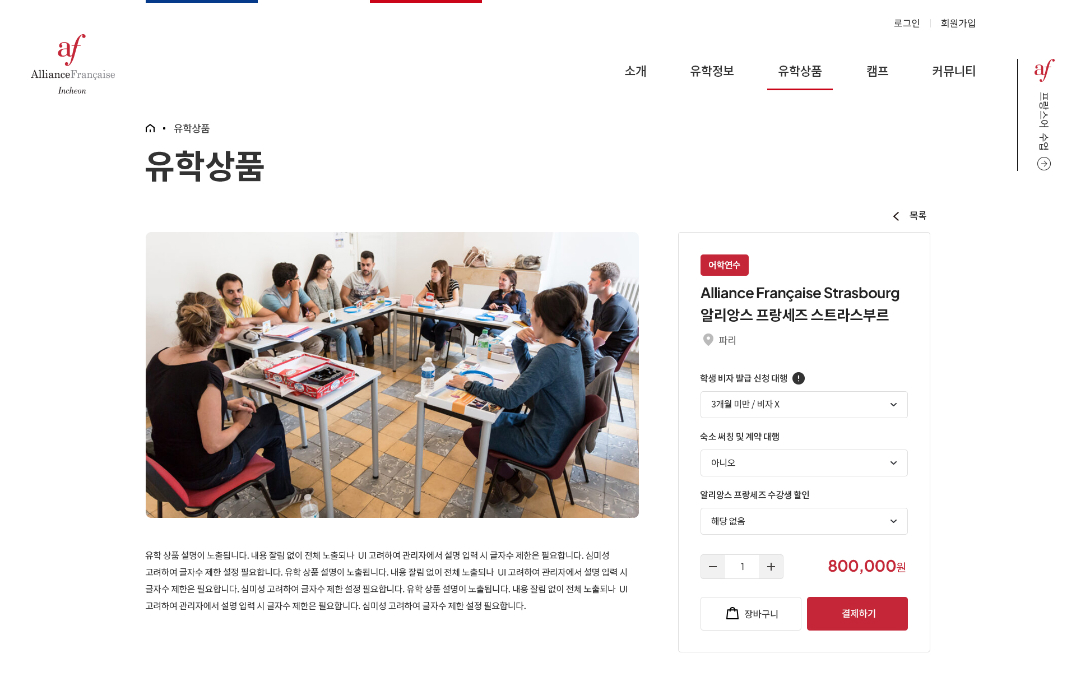 로그인
회원가입
af
AllianceFrançaise
Incheon
소개
유학정보
유학상품
캠프
커뮤니티
af
프랑스어 수업
유학상품
유학상품
목록
어학연수
Alliance Française Strasbourg
알리앙스 프랑세즈 스트라스부르
파리
학생 비자 발급 신청 대행 !
3개월 미만 / 비자 X
숙소 써칭 및 계약 대행
아니오
알리앙스 프랑세즈 수강생 할인
해당 없음
1
800,000원
장바구니
결제하기
유학 상품 설명이 노출됩니다. 내용 잘림 없이 전체 노출되나 UI 고려하여 관리자에서 설명 입력 시 글자수 제한은 필요합니다. 심미성
고려하여 글자수 제한 설정 필요합니다. 유학 상품 설명이 노출됩니다. 내용 잘림 없이 전체 노출되나 UI 고려하여 관리자에서 설명 입력 시
글자수 제한은 필요합니다. 심미성 고려하여 글자수 제한 설정 필요합니다. 유학 상품 설명이 노출됩니다. 내용 잘림 없이 전체 노출되나 UI
고려하여 관리자에서 설명 입력 시 글자수 제한은 필요합니다. 심미성 고려하여 글자수 제한 설정 필요합니다.